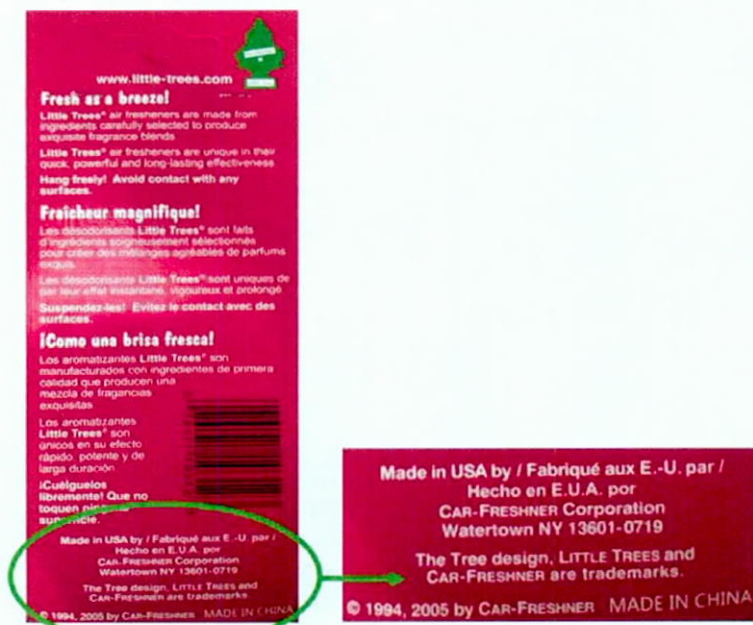 www.little-trees.com
Fresh as a breeze!
Little Trees® air fresheners are made from
ingredients carefully selected to produce
exquisite fragrance blends
Little Trees® air fresheners are unique in their
quick, powerful and long-lasting effectiveness
Hang freely! Avoid contact with any
surfaces.
Fraîcheur magnifique!
Les désodorisants Little Trees® sont faits
d'ingrédients soigneusement sélectionnés
pour créer des mélanges agréables de parfums
exquis
Les désodorisants Little Trees® sont uniques de
par leur effet instantané, vigoureux et prolongé
Suspendez-les! Evitez le contact avec des
surfaces.
¡Como una brisa fresca!
Los aromatizantes Little Trees® son
manufacturados con ingredientes de primera
calidad que producen una
mezcla de fragancias
exquisitas
Los aromatizantes
Little Trees® son
únicos en su efecto
rápido, potente y de
larga duración
¡Cuélguelos
libremente! Que no
toquen ninguna
superficie.
Made in USA by / Fabriqué aux E.-U. par /
Hecho en E.U.A. por
CAR-FRESHNER Corporation
Watertown NY 13601-0719
The Tree design, LITTLE TREES and
CAR-FRESHNER are trademarks.
© 1994, 2005 by CAR-FRESHNER MADE IN CHINA
Made in USA by / Fabriqué aux E.-U. par /
Hecho en E.U.A. por
CAR-FRESHNER Corporation
Watertown NY 13601-0719
The Tree design, LITTLE TREES and
CAR-FRESHNER are trademarks.
© 1994, 2005 by CAR-FRESHNER MADE IN CHINA